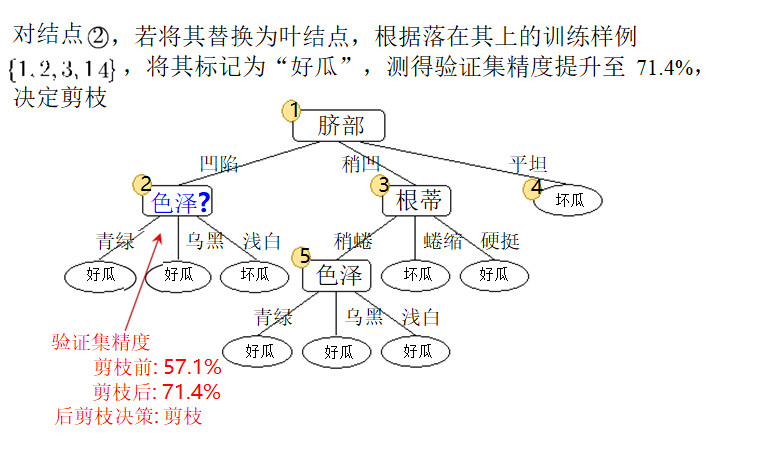 对结点②，若将其替换为叶结点，根据落在其上的训练样例
{1,2,3,14}，将其标记为“好瓜”，测得验证集精度提升至 71.4%，
决定剪枝
1
脐部
凹陷
稍凹
平坦
2
色泽?
3
根蒂
4
坏瓜
青绿
乌黑
浅白
稍蜷
蜷缩
硬挺
好瓜
好瓜
坏瓜
5
色泽
坏瓜
好瓜
青绿
乌黑
浅白
好瓜
好瓜
好瓜
验证集精度
剪枝前: 57.1%
剪枝后: 71.4%
后剪枝决策: 剪枝